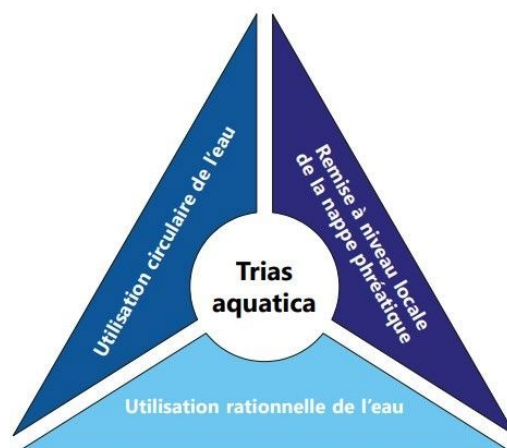 Utilisation circulaire de l'eau
Remise à niveau locale
de la nappe phréatique
Trias
aquatica
Utilisation rationnelle de l'eau